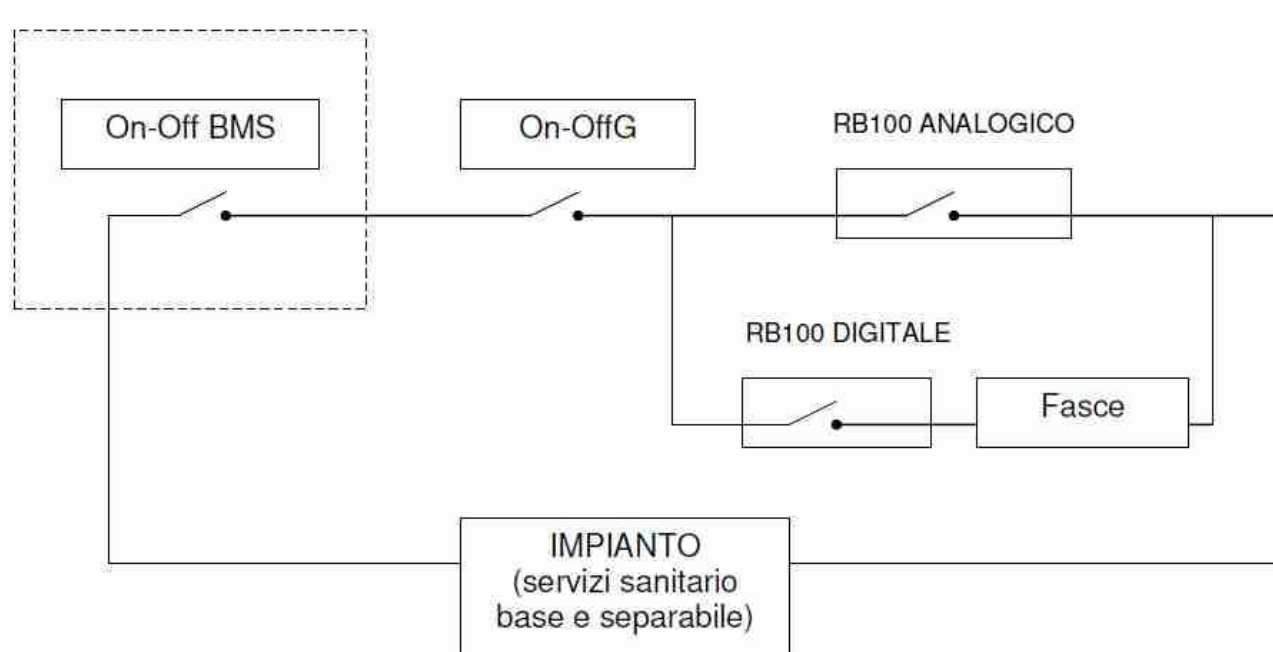 On-Off BMS
On-OffG
RB100 ANALOGICO
RB100 DIGITALE
Fasce
IMPIANTO
(servizi sanitario
base e separabile)